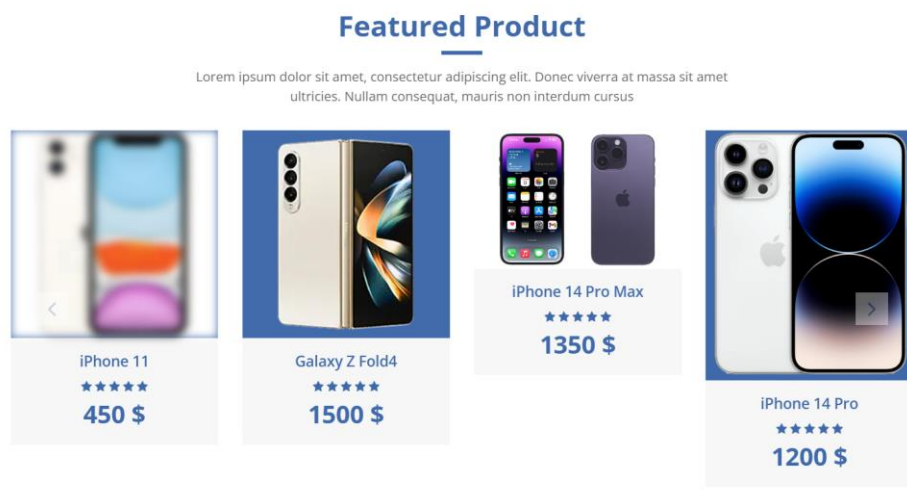 Featured Product
Lorem ipsum dolor sit amet, consectetur adipiscing elit. Donec viverra at massa sit amet
ultricies. Nullam consequat, mauris non interdum cursus
iPhone 11
450 $
Galaxy Z Fold4
1500 $
iPhone 14 Pro Max
1350 $
iPhone 14 Pro
1200 $